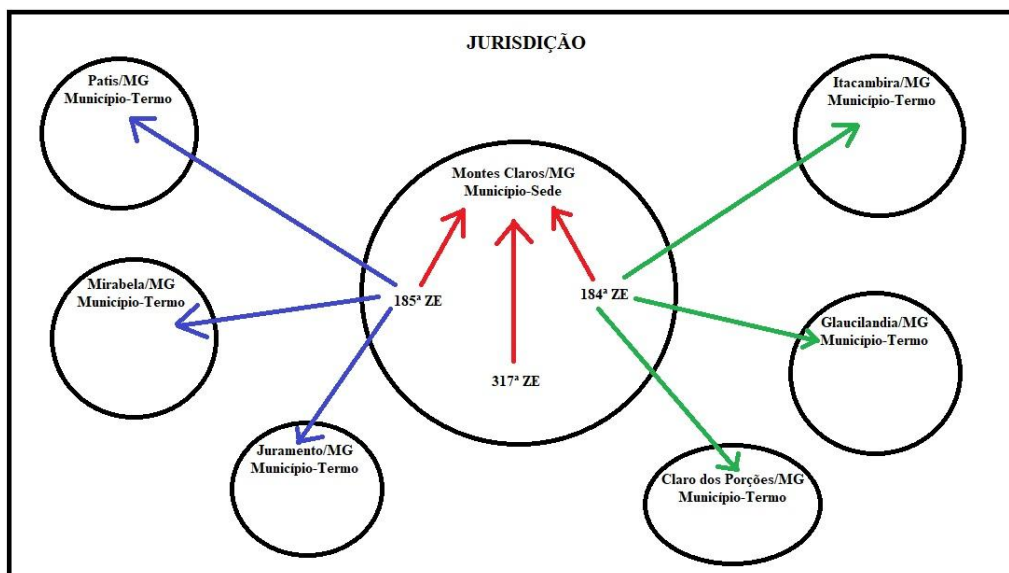 JURISDIÇÃO
Patis/MG
Município-Termo
Itacambira/MG
Município-Termo
Montes Claros/MG
Município-Sede
Mirabela/MG
Município-Termo
185ª ZE
184ª ZE
Glaucilandia/MG
Município-Termo
317ª ZE
Juramento/MG
Município-Termo
Claro dos Porções/MG
Município-Termo